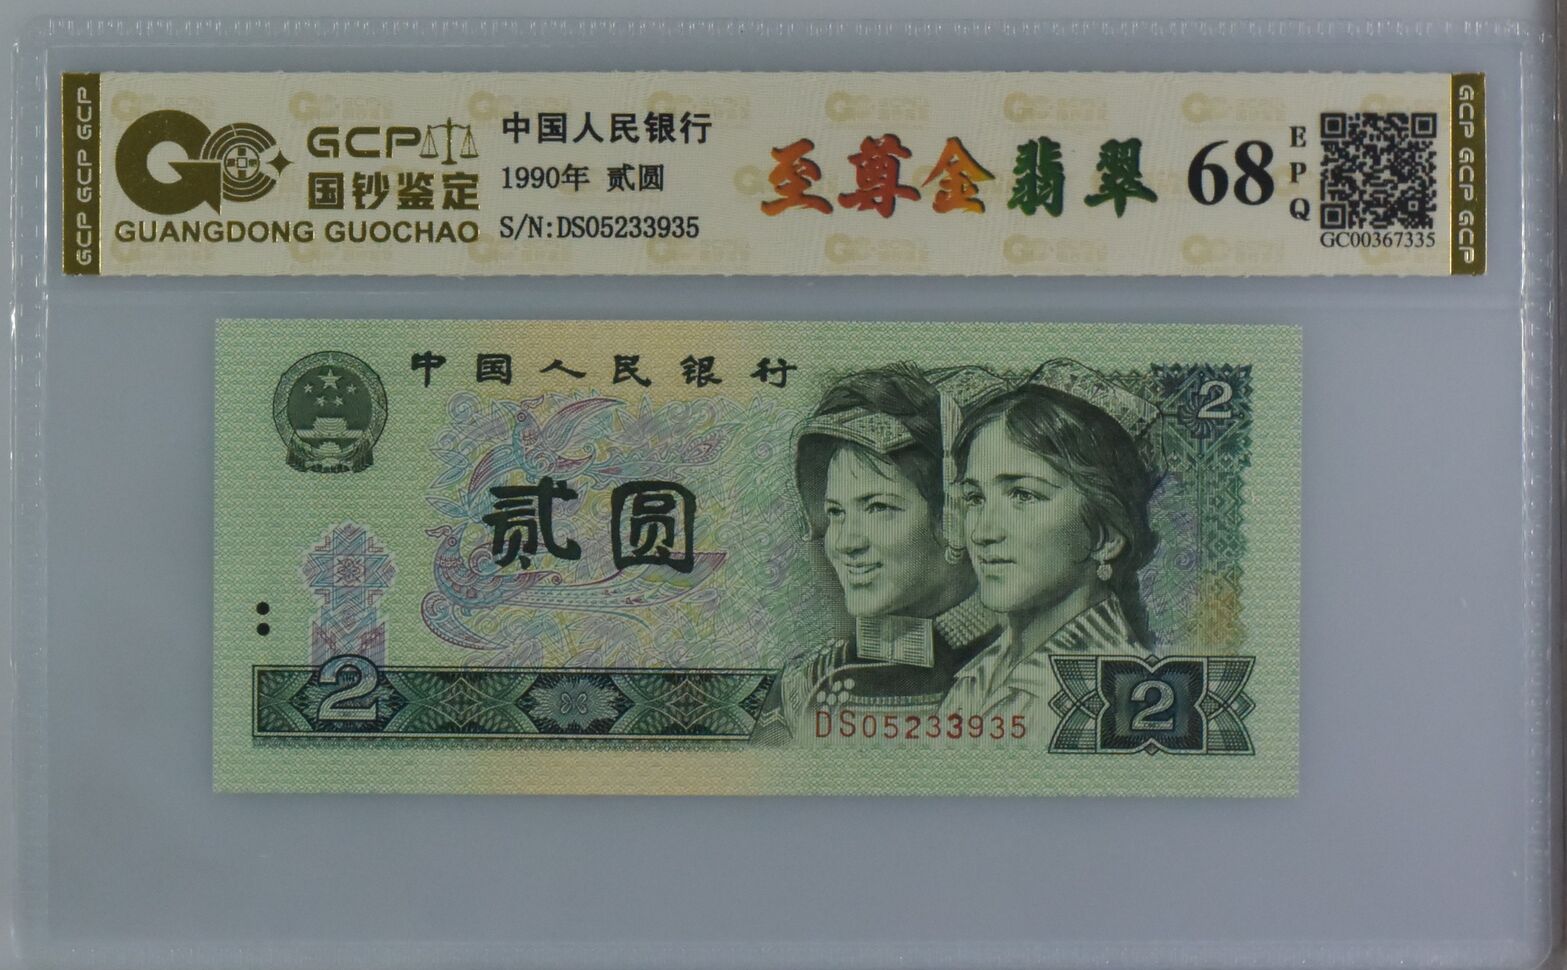 GCP GCP GCP
GCP
国钞鉴定
GUANGDONG GUOCHAO
中国人民银行
1990年 贰圆
S/N:DS05233935
至尊金翡翠
68
EPQ
GC00367335
GCP GCP GCP
中国人民银行
2
贰圆
2
DS05233935
2